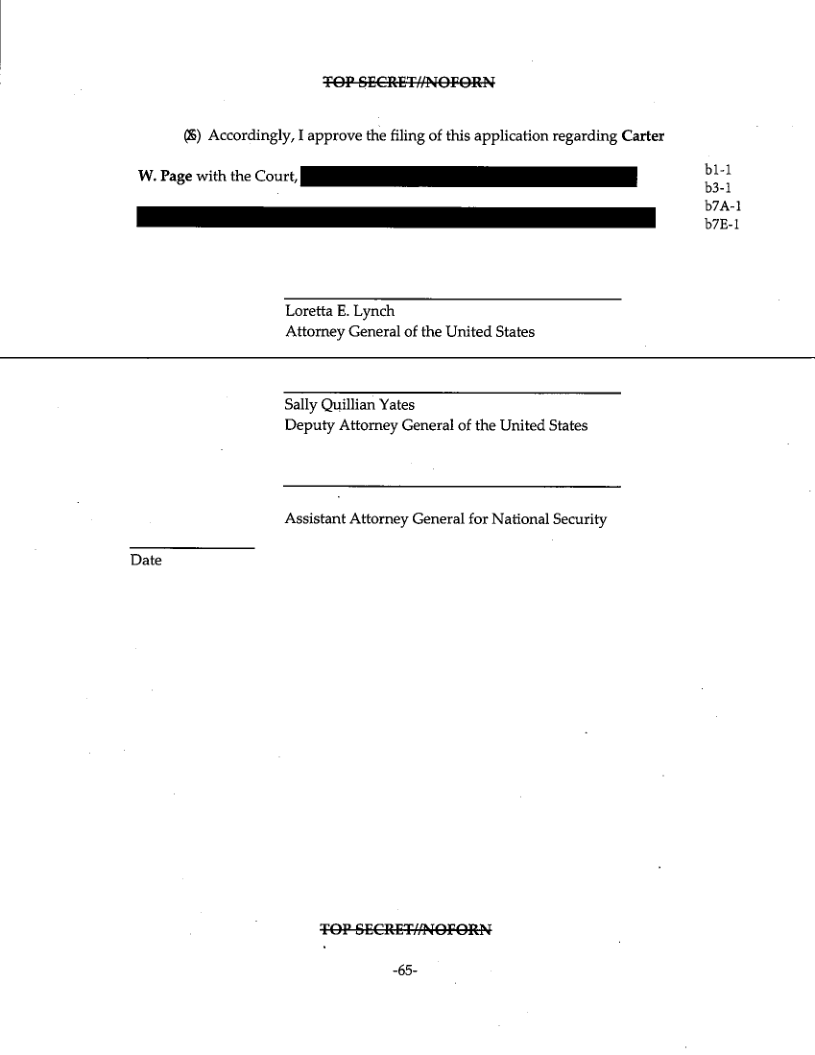 TOP SECRET//NOFORN
Accordingly, I approve the filing of this application regarding Carter
W. Page with the Court,
b1-1
b3-1
b7A-1
b7E-1
Loretta E. Lynch
Attorney General of the United States
Sally Quillian Yates
Deputy Attorney General of the United States
Assistant Attorney General for National Security
Date
TOP SECRET//NOFORN
-65-